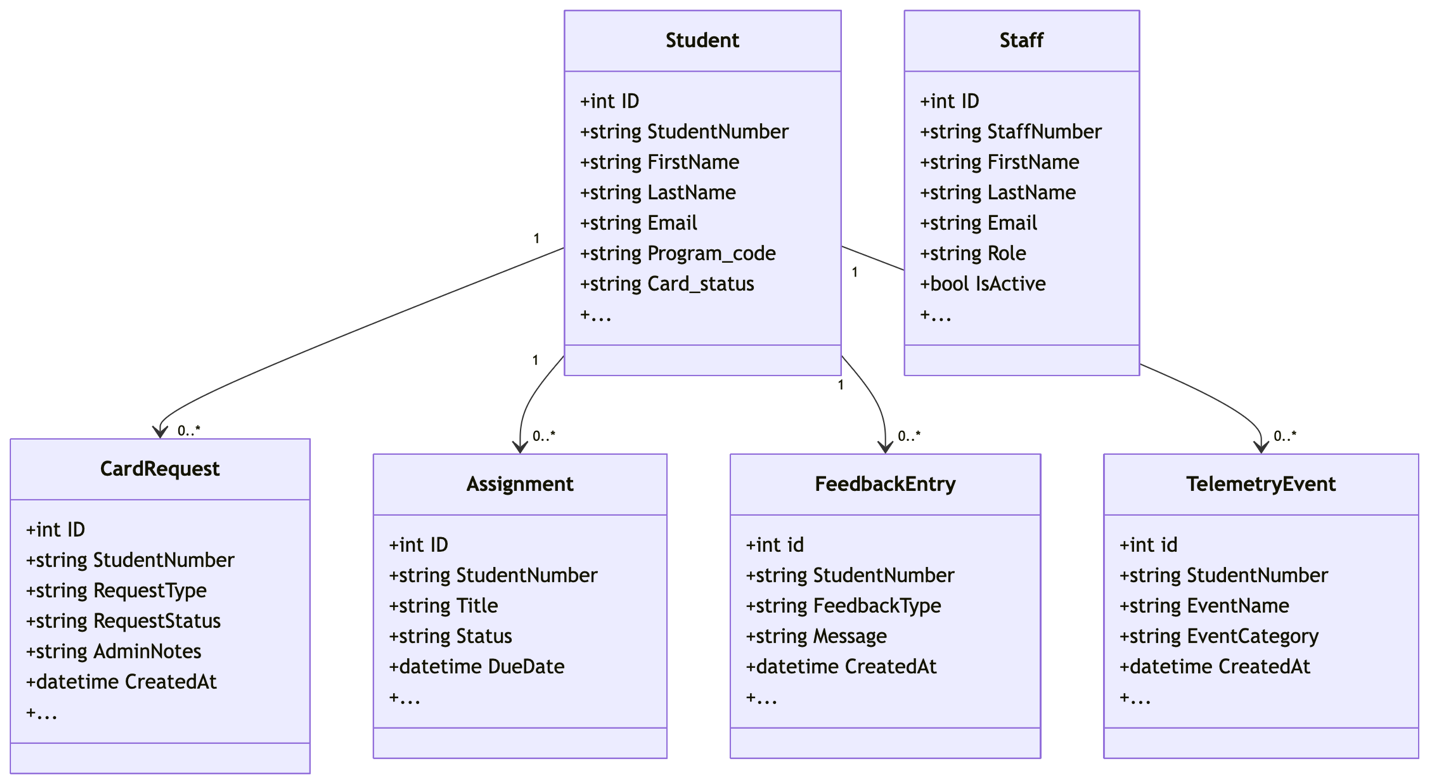 Student
+int ID
+string StudentNumber
+string FirstName
+string LastName
+string Email
+string Program_code
+string Card_status
+...
Staff
+int ID
+string StaffNumber
+string FirstName
+string LastName
+string Email
+string Role
+bool IsActive
+...
1
1
1
1
0..*
0..*
0..*
0..*
CardRequest
+int ID
+string StudentNumber
+string RequestType
+string RequestStatus
+string AdminNotes
+datetime CreatedAt
+...
Assignment
+int ID
+string StudentNumber
+string Title
+string Status
+datetime DueDate
+...
FeedbackEntry
+int id
+string StudentNumber
+string FeedbackType
+string Message
+datetime CreatedAt
+...
TelemetryEvent
+int id
+string StudentNumber
+string EventName
+string EventCategory
+datetime CreatedAt
+...